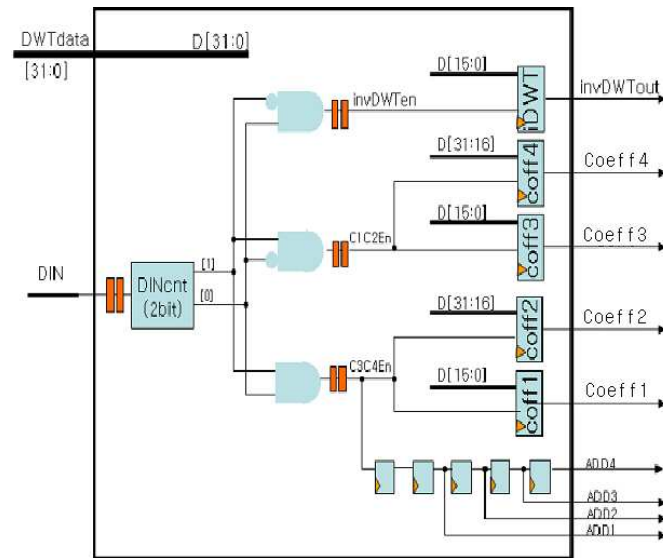 DWTdata
D[31:0]
[31:0]
D[15:0]
invDWTen
iDWT
InvDWTout
D[31:16]
coff4
Coeff4
D[15:0]
C1C2En
coff3
Coeff3
DIN
DINcnt
(2bit)
[1]
[0]
D[31:16]
coff2
Coeff2
C3C4En
D[15:0]
coff1
Coeff1
ADD4
ADD3
ADD2
ADD1